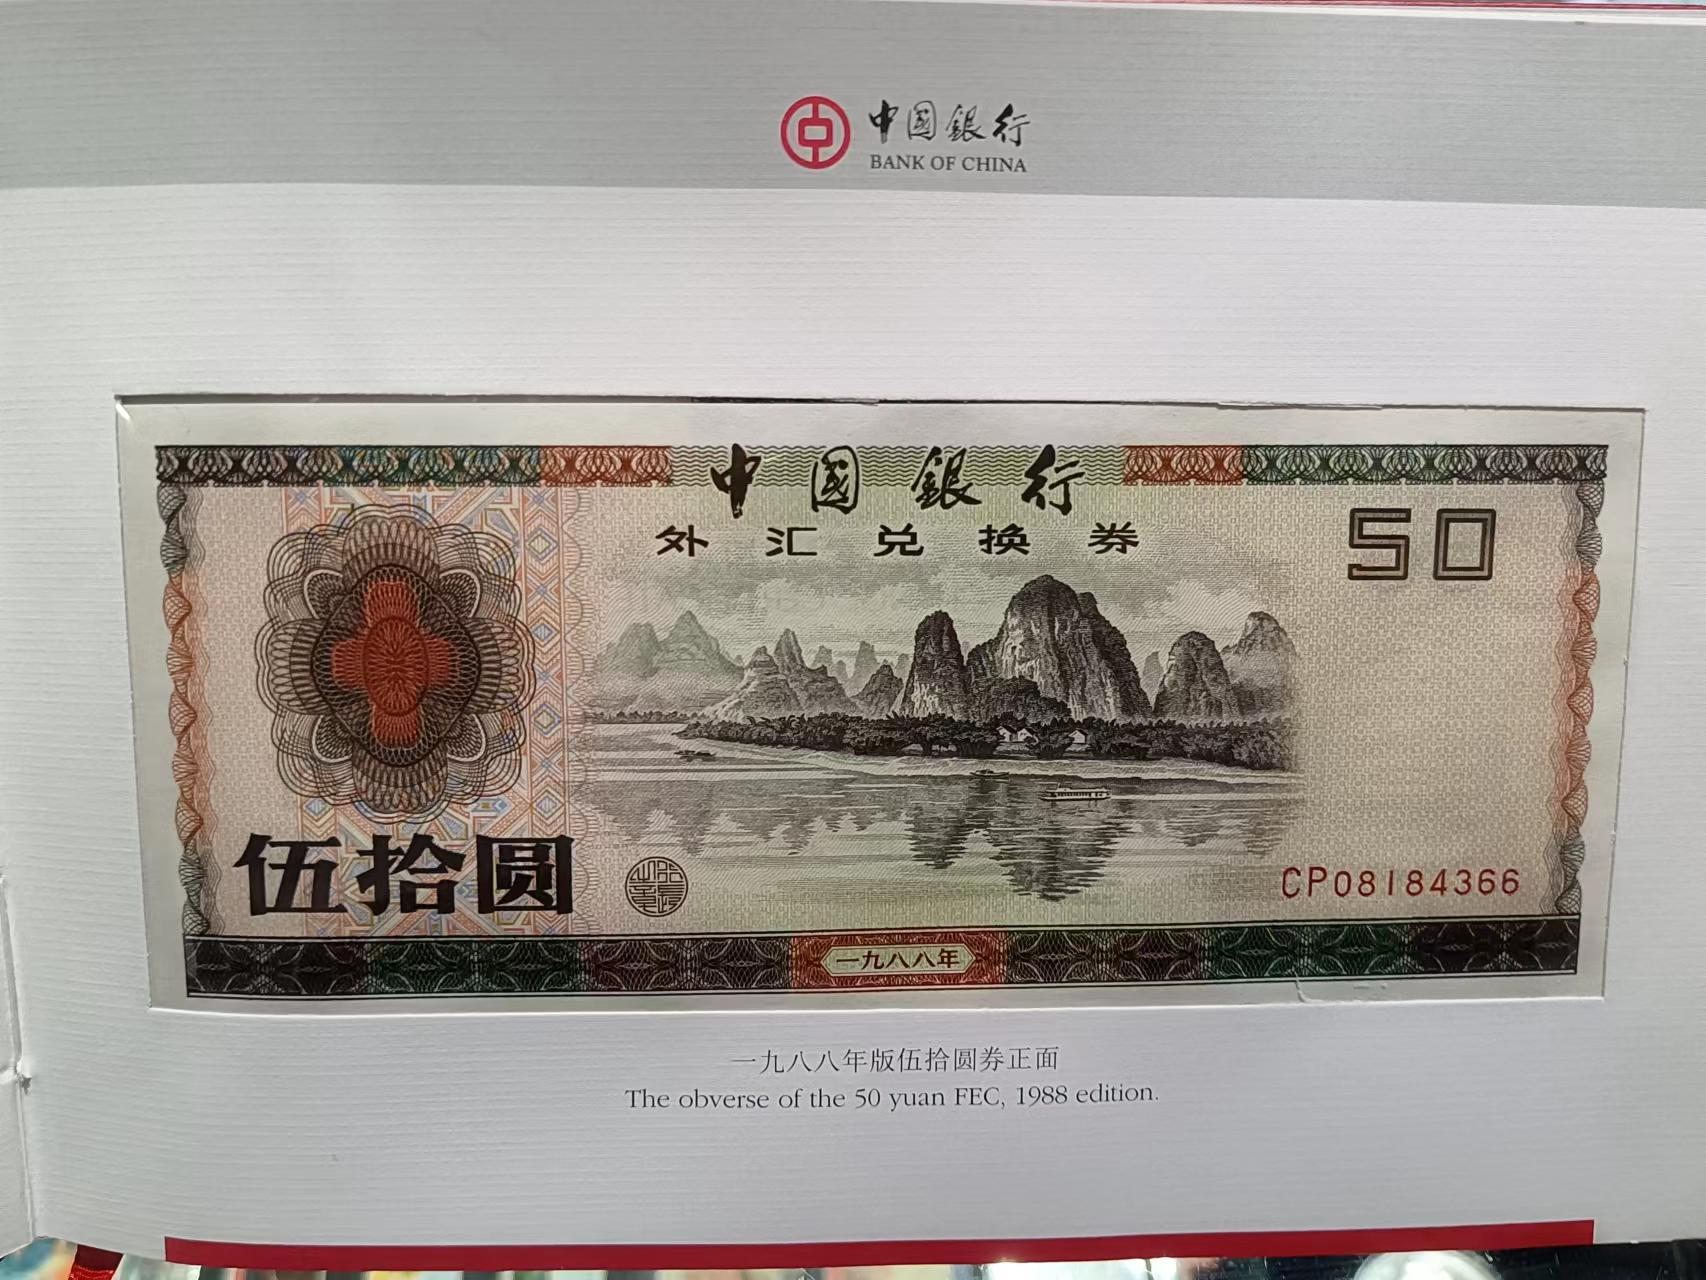 中国銀行
BANK OF CHINA
中国銀行
外汇兑换券
50
伍拾圆
CP08184366
一九八八年
一九八八年版伍拾圆券正面
The obverse of the 50 yuan FEC, 1988 edition.